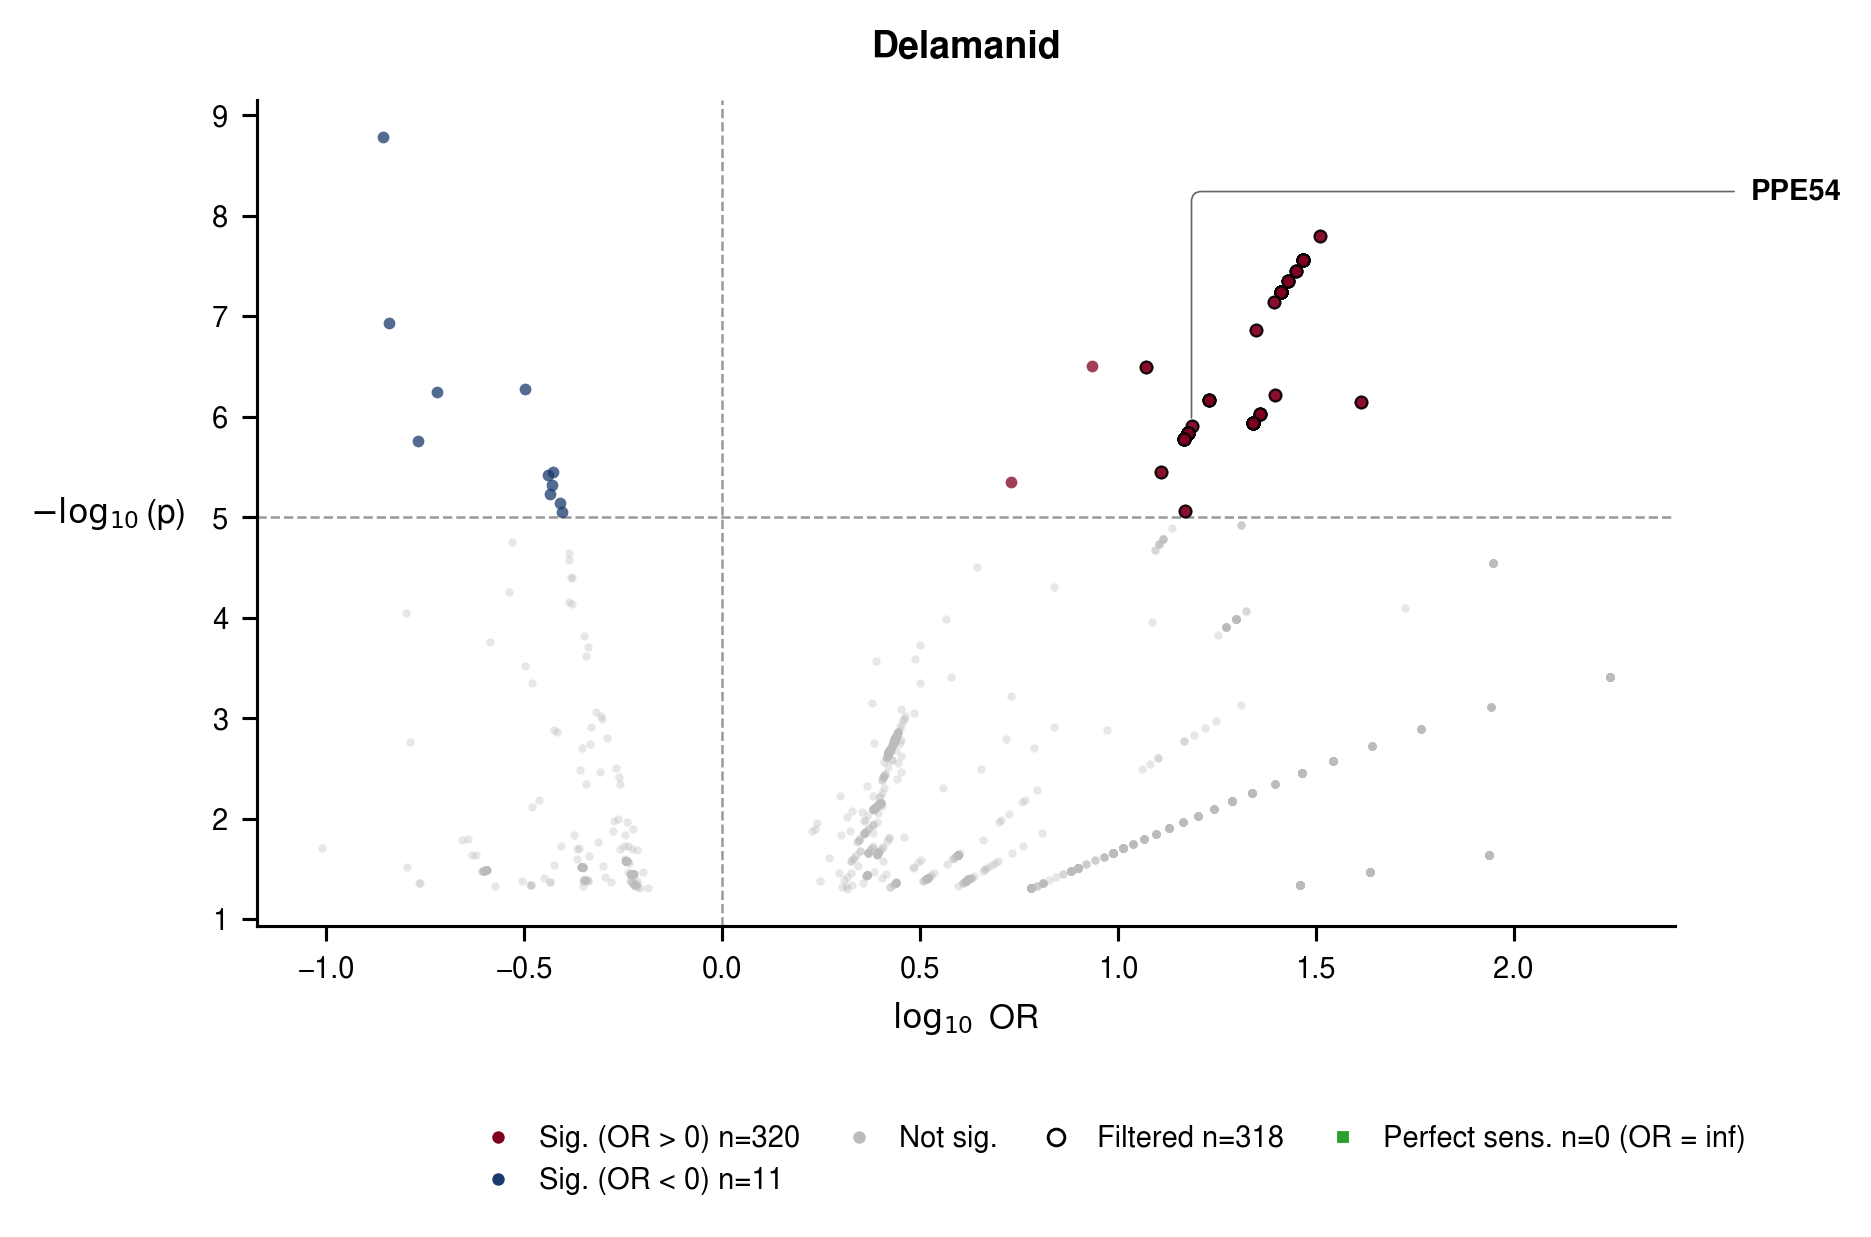 Delamanid
PPE54
9
8
7
6
5
4
3
2
1
−log₁₀ (p)
−1.0 −0.5 0.0 0.5 1.0 1.5 2.0
log₁₀ OR
Sig. (OR > 0) n=320 Not sig. Filtered n=318 Perfect sens. n=0 (OR = inf)
Sig. (OR < 0) n=11